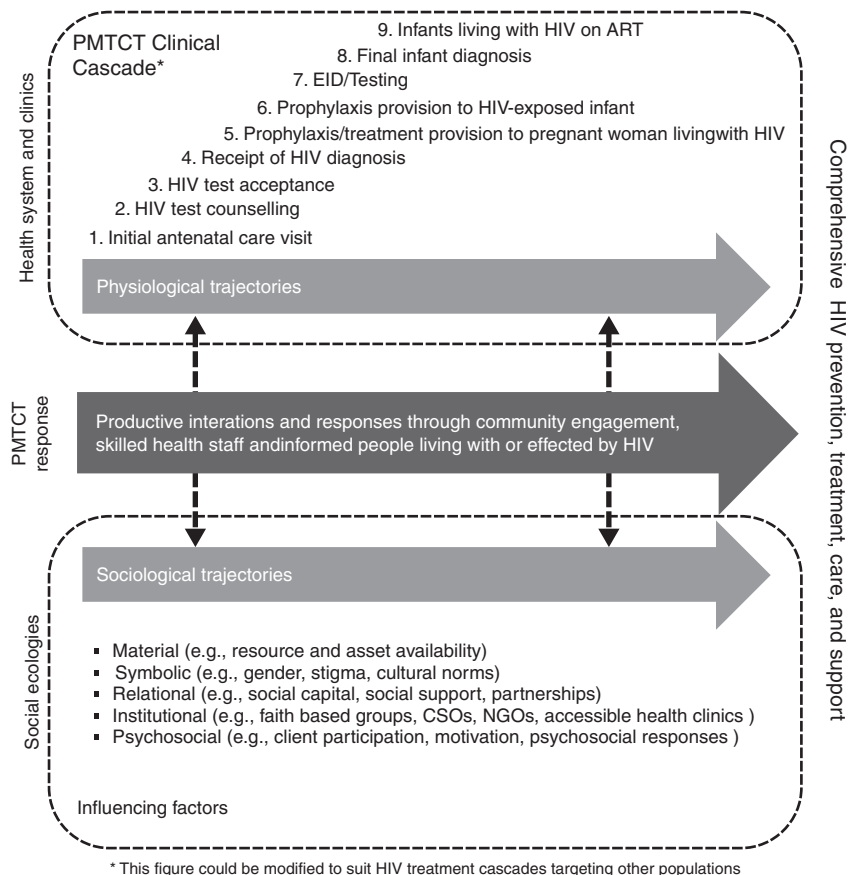 PMTCT Clinical
Cascade*
9. Infants living with HIV on ART
8. Final infant diagnosis
7. EID/Testing
6. Prophylaxis provision to HIV-exposed infant
5. Prophylaxis/treatment provision to pregnant woman livingwith HIV
4. Receipt of HIV diagnosis
3. HIV test acceptance
2. HIV test counselling
1. Initial antenatal care visit
Health system and clinics
Physiological trajectories
PMTCT
response
Productive interations and responses through community engagement,
skilled health staff andinformed people living with or effected by HIV
Social ecologies
Sociological trajectories
▪ Material (e.g., resource and asset availability)
▪ Symbolic (e.g., gender, stigma, cultural norms)
▪ Relational (e.g., social capital, social support, partnerships)
▪ Institutional (e.g., faith based groups, CSOs, NGOs, accessible health clinics )
▪ Psychosocial (e.g., client participation, motivation, psychosocial responses )
Influencing factors
Comprehensive HIV prevention, treatment, care, and support
* This figure could be modified to suit HIV treatment cascades targeting other populations